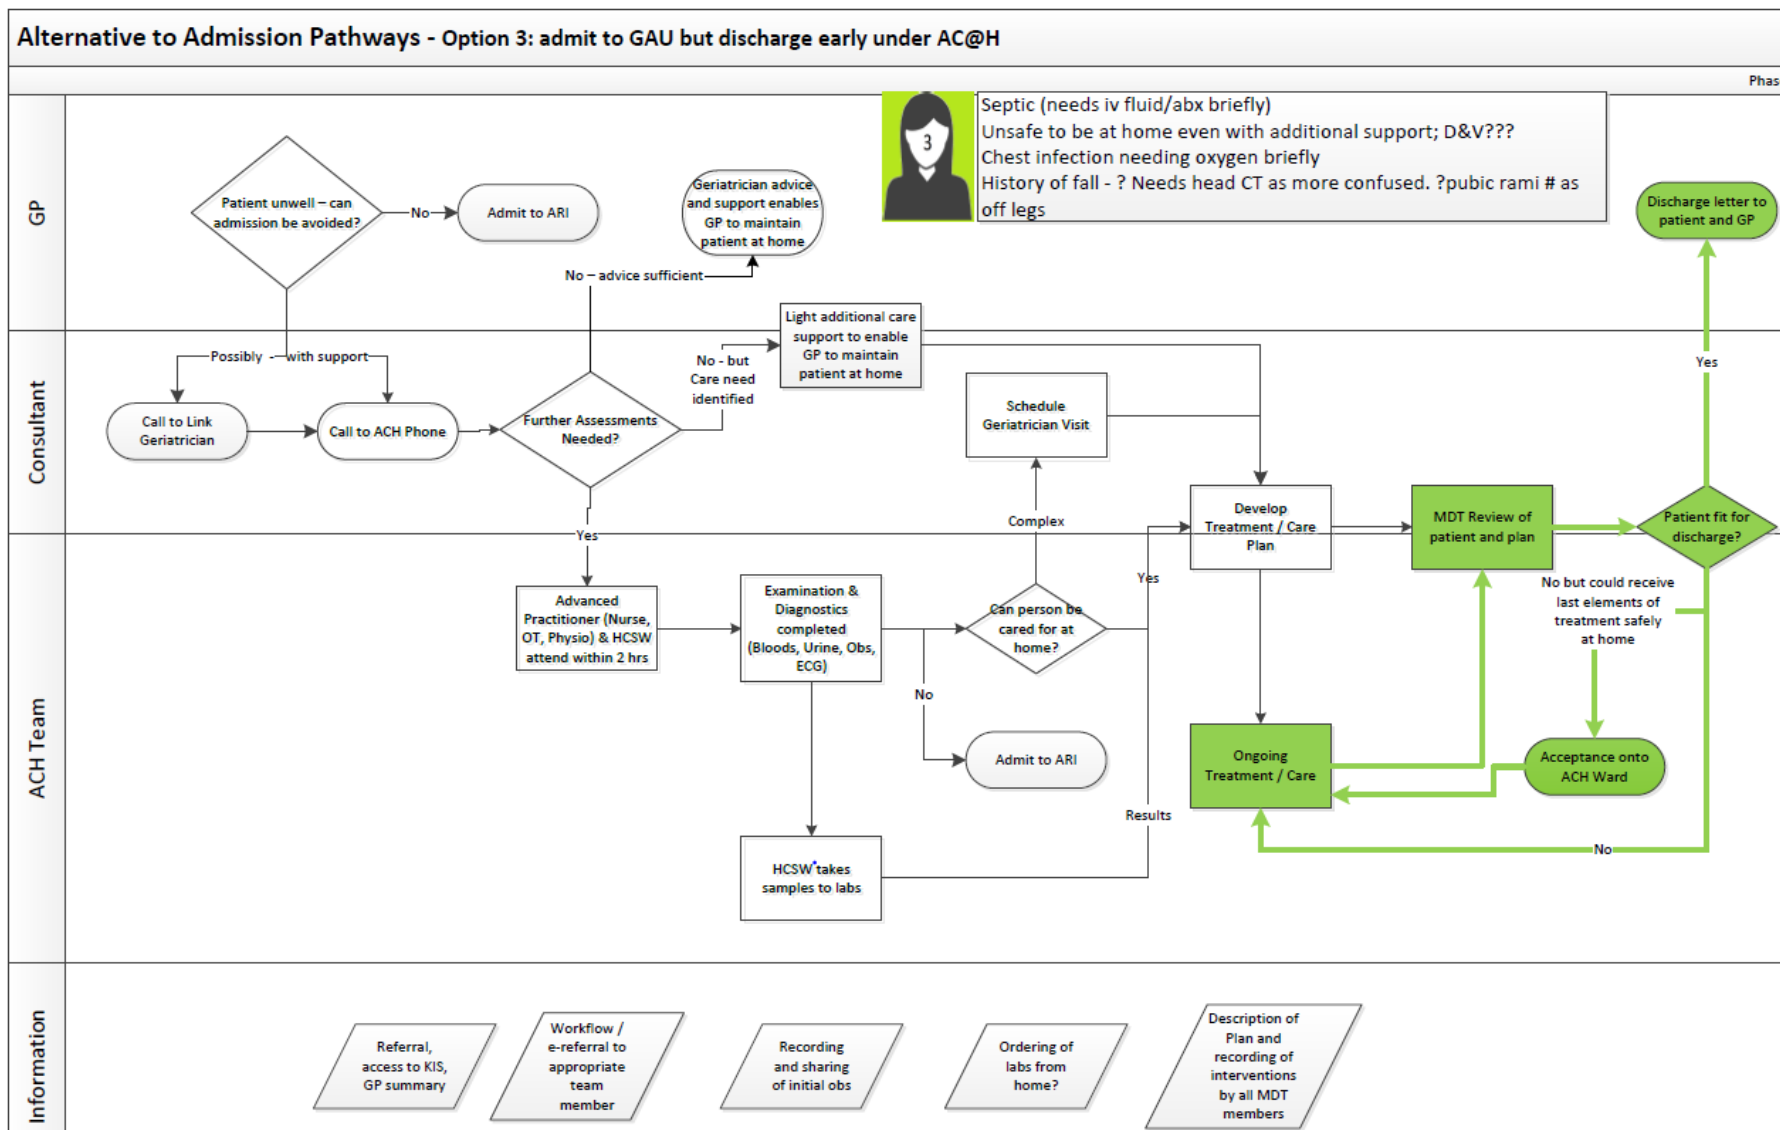 Alternative to Admission Pathways - Option 3: admit to GAU but discharge early under AC@H
Phas
GP
Patient unwell – can
admission be avoided?
No
Admit to ARI
Geriatrician advice
and support enables
GP to maintain
patient at home
No – advice sufficient
3
Septic (needs iv fluid/abx briefly)
Unsafe to be at home even with additional support; D&V???
Chest infection needing oxygen briefly
History of fall - ? Needs head CT as more confused. ?pubic rami # as
off legs
Discharge letter to
patient and GP
Consultant
Possibly - with support
Call to Link
Geriatrician
Call to ACH Phone
Further Assessments
Needed?
No - but
Care need
identified
Light additional care
support to enable
GP to maintain
patient at home
Schedule
Geriatrician Visit
Complex
Develop
Treatment / Care
Plan
MDT Review of
patient and plan
Patient fit for
discharge?
Yes
ACH Team
Yes
Advanced
Practitioner (Nurse,
OT, Physio) & HCSW
attend within 2 hrs
Examination &
Diagnostics
completed
(Bloods, Urine, Obs,
ECG)
Can person be
cared for at
home?
Yes
No
Admit to ARI
HCSW takes
samples to labs
Results
Ongoing
Treatment / Care
No but could receive
last elements of
treatment safely
at home
Acceptance onto
ACH Ward
No
Information
Referral,
access to KIS,
GP summary
Workflow /
e-referral to
appropriate
team
member
Recording
and sharing
of initial obs
Ordering of
labs from
home?
Description of
Plan and
recording of
interventions
by all MDT
members